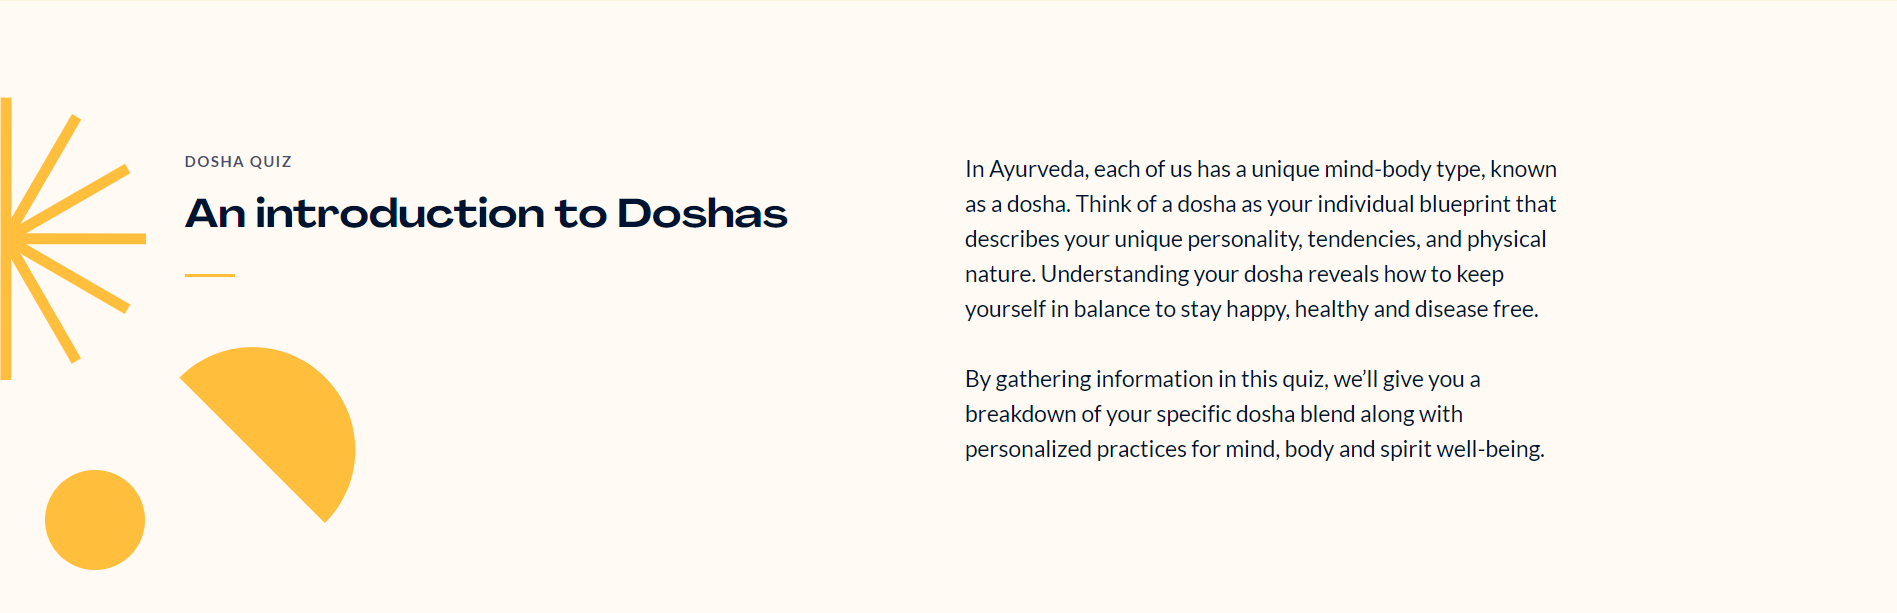 DOSHA QUIZ
An introduction to Doshas
In Ayurveda, each of us has a unique mind-body type, known
as a dosha. Think of a dosha as your individual blueprint that
describes your unique personality, tendencies, and physical
nature. Understanding your dosha reveals how to keep
yourself in balance to stay happy, healthy and disease free.
By gathering information in this quiz, we’ll give you a
breakdown of your specific dosha blend along with
personalized practices for mind, body and spirit well-being.